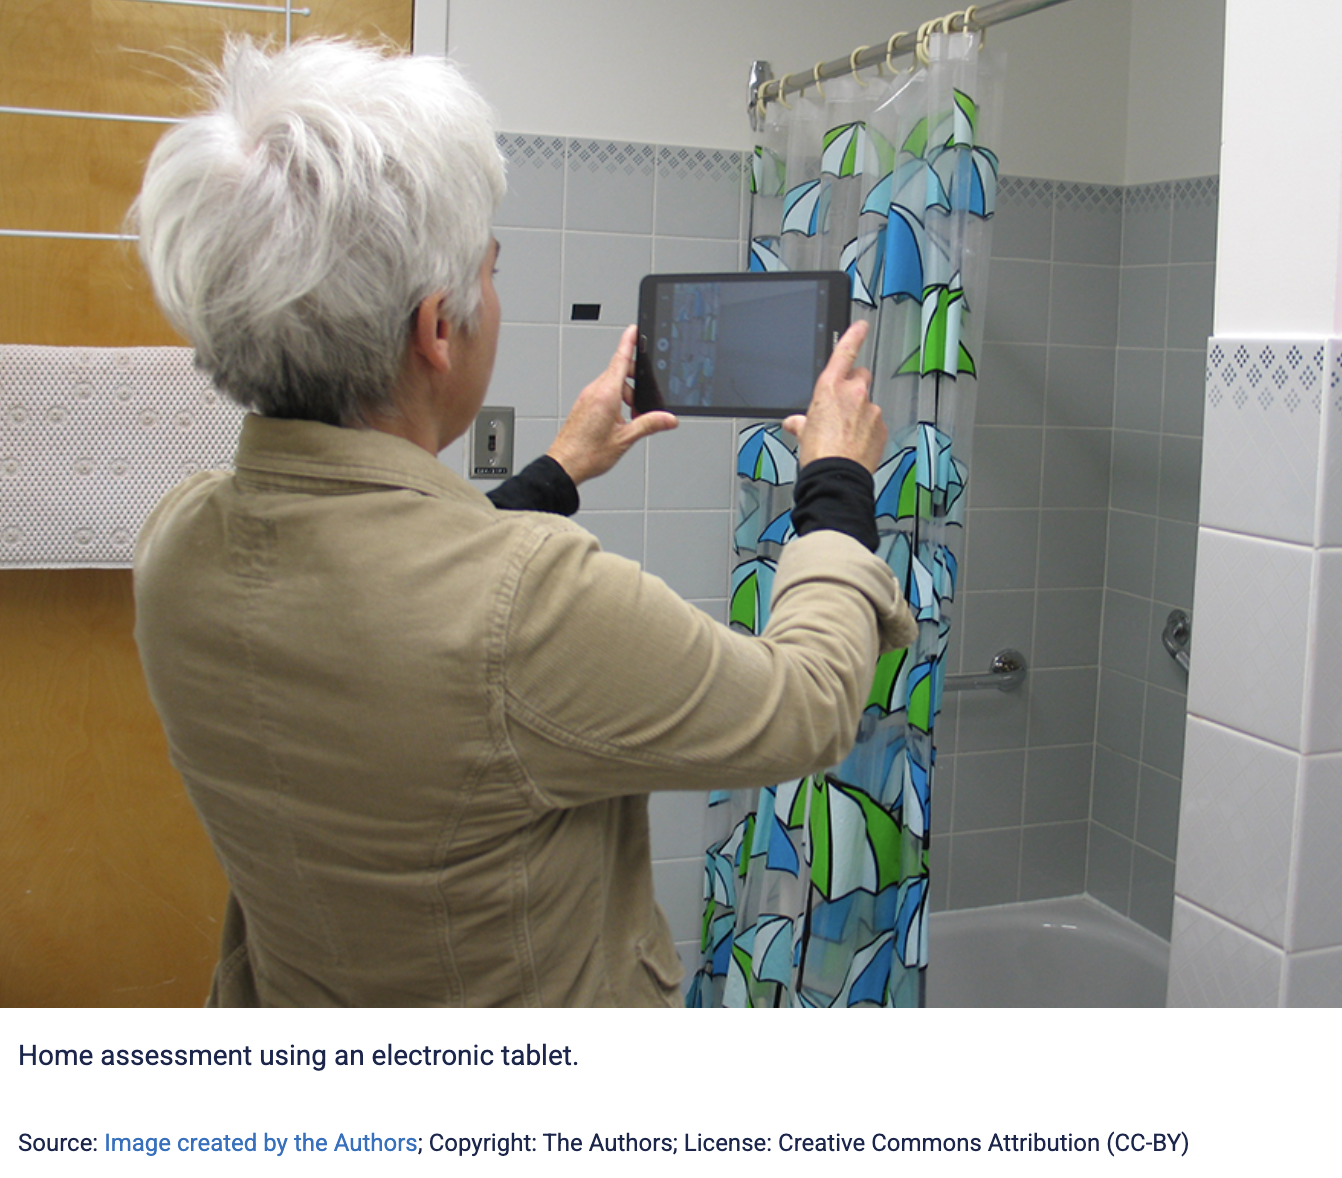 Home assessment using an electronic tablet.
Source: Image created by the Authors; Copyright: The Authors; License: Creative Commons Attribution (CC-BY)